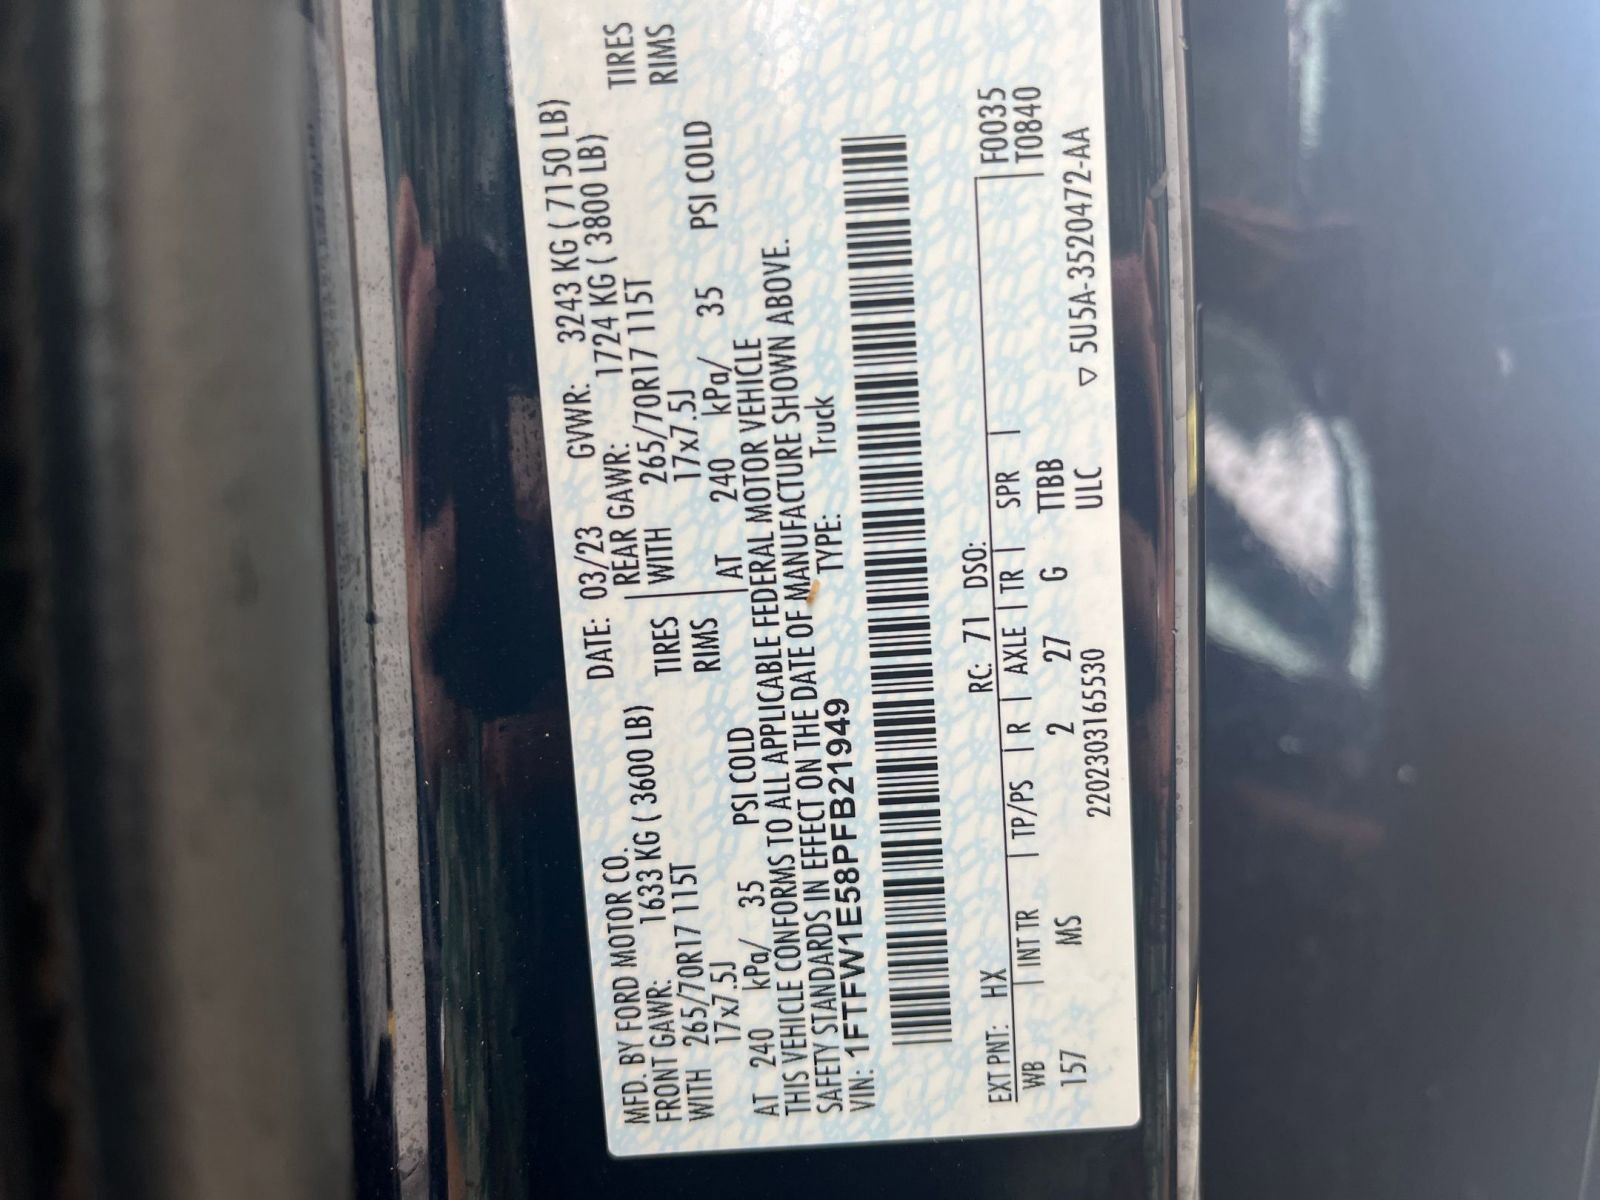 MFD. BY FORD MOTOR CO.
DATE: 03/23 GVWR: 3243 KG ( 7150 LB)
FRONT GAWR: 1633 KG ( 3600 LB)
REAR GAWR: 1724 KG ( 3800 LB)
WITH 265/70R17 115T TIRES
WITH 265/70R17 115T TIRES
17x7.5J RIMS
17x7.5J RIMS
AT 240 kPa/ 35 PSI COLD
AT 240 kPa/ 35 PSI COLD
THIS VEHICLE CONFORMS TO ALL APPLICABLE FEDERAL MOTOR VEHICLE
SAFETY STANDARDS IN EFFECT ON THE DATE OF MANUFACTURE SHOWN ABOVE.
VIN: 1FTFW1E58PFB21949 TYPE: Truck
EXT PNT: HX RC: 71 DSO: F0035
WB | INT TR | TP/PS | R | AXLE | TR | SPR | T0840
157 MS 2 27 G TTBB
22023031655​30 ULC ▽ 5U5A-3520472-AA